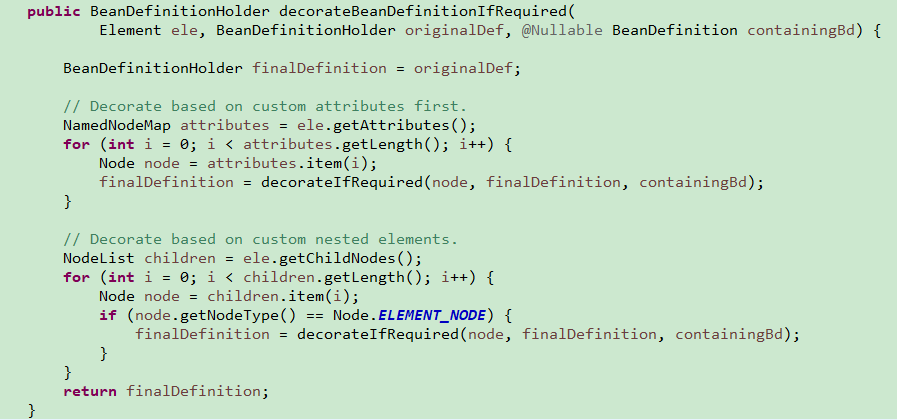 public BeanDefinitionHolder decorateBeanDefinitionIfRequired(
        Element ele, BeanDefinitionHolder originalDef, @Nullable BeanDefinition containingBd) {

    BeanDefinitionHolder finalDefinition = originalDef;

    // Decorate based on custom attributes first.
    NamedNodeMap attributes = ele.getAttributes();
    for (int i = 0; i < attributes.getLength(); i++) {
        Node node = attributes.item(i);
        finalDefinition = decorateIfRequired(node, finalDefinition, containingBd);
    }

    // Decorate based on custom nested elements.
    NodeList children = ele.getChildNodes();
    for (int i = 0; i < children.getLength(); i++) {
        Node node = children.item(i);
        if (node.getNodeType() == Node.ELEMENT_NODE) {
            finalDefinition = decorateIfRequired(node, finalDefinition, containingBd);
        }
    }
    return finalDefinition;
}